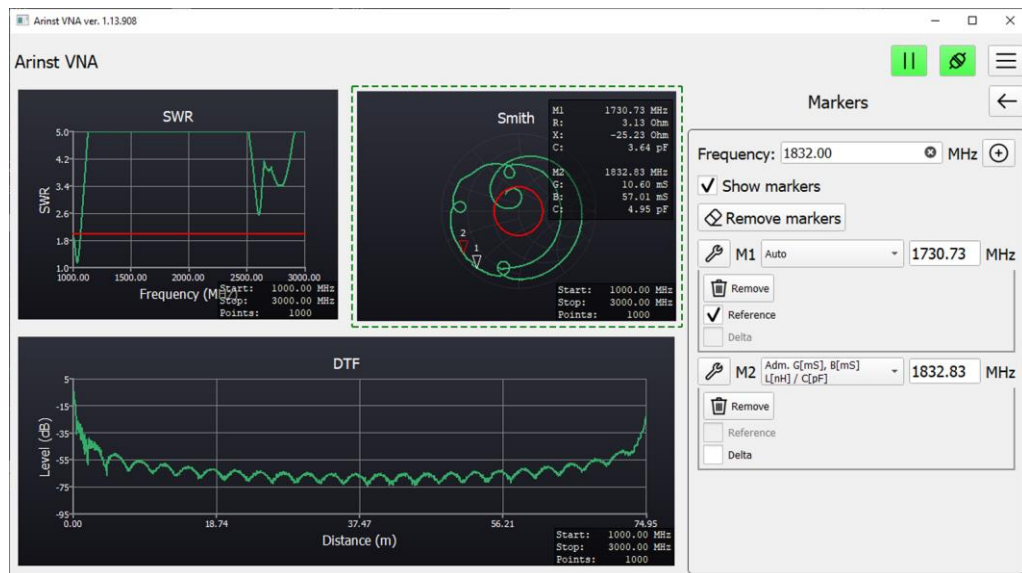 Arinst VNA ver. 1.13.908
Arinst VNA
SWR
5.0
4.2
3.4
2.6
1.8
1.0
SWR
1000.00 1500.00 2000.00 2500.00 3000.00
Frequency (MHz)
Start: 1000.00 MHz
Stop: 3000.00 MHz
Points: 1000
Smith
M1 1730.73 MHz
R: 3.13 Ohm
X: -25.23 Ohm
C: 3.64 pF
M2 1832.83 MHz
G: 10.60 mS
B: 57.01 mS
C: 4.95 pF
2
1
Start: 1000.00 MHz
Stop: 3000.00 MHz
Points: 1000
DTF
5
-15
-35
-55
-75
-95
Level (dB)
0.00 18.74 37.47 56.21 74.95
Distance (m)
Start: 1000.00 MHz
Stop: 3000.00 MHz
Points: 1000
Markers
Frequency: 1832.00 MHz
Show markers
Remove markers
M1 Auto 1730.73 MHz
Remove
Reference
Delta
M2 Adm. G[mS], B[mS] 1832.83 MHz
L[nH] / C[pF]
Remove
Reference
Delta